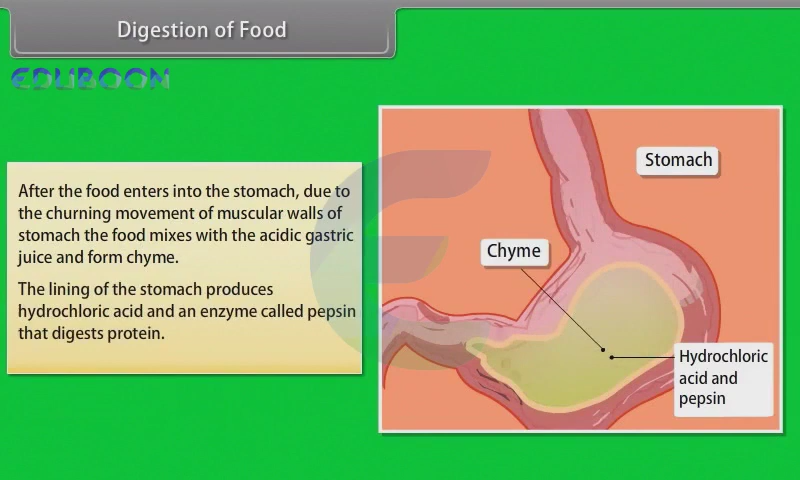 Digestion of Food
EDUBOON
After the food enters into the stomach, due to
the churning movement of muscular walls of
stomach the food mixes with the acidic gastric
juice and form chyme.
The lining of the stomach produces
hydrochloric acid and an enzyme called pepsin
that digests protein.
Stomach
Chyme
Hydrochloric
acid and
pepsin